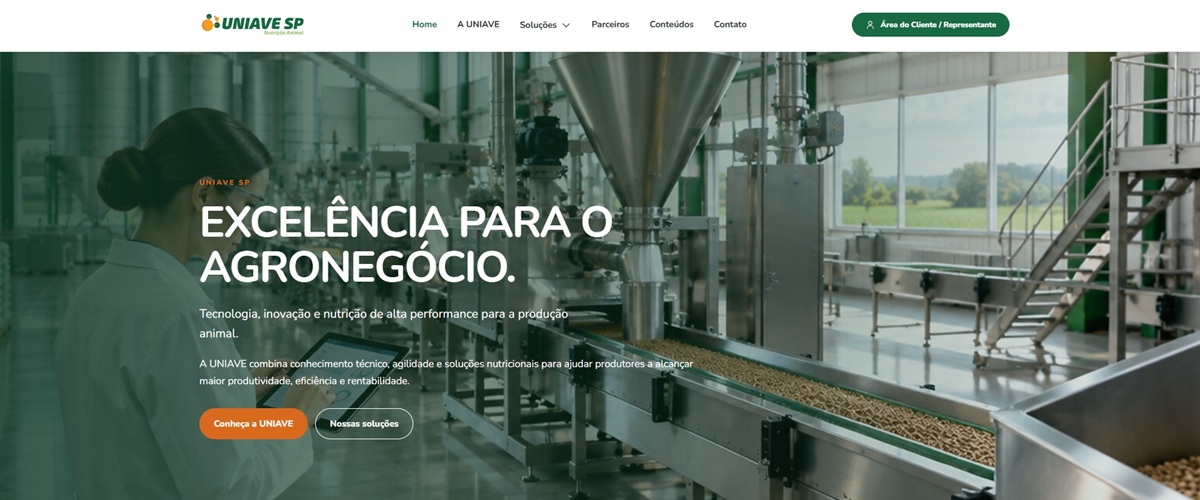 UNIAVE SP
Nutrição Animal
Home
A UNIAVE
Soluções
Parceiros
Conteúdos
Contato
Área do Cliente / Representante
UNIAVE SP
EXCELÊNCIA PARA O
AGRONEGÓCIO.
Tecnologia, inovação e nutrição de alta performance para a produção
animal.
A UNIAVE combina conhecimento técnico, agilidade e soluções nutricionais para ajudar produtores a alcançar
maior produtividade, eficiência e rentabilidade.
Conheça a UNIAVE
Nossas soluções